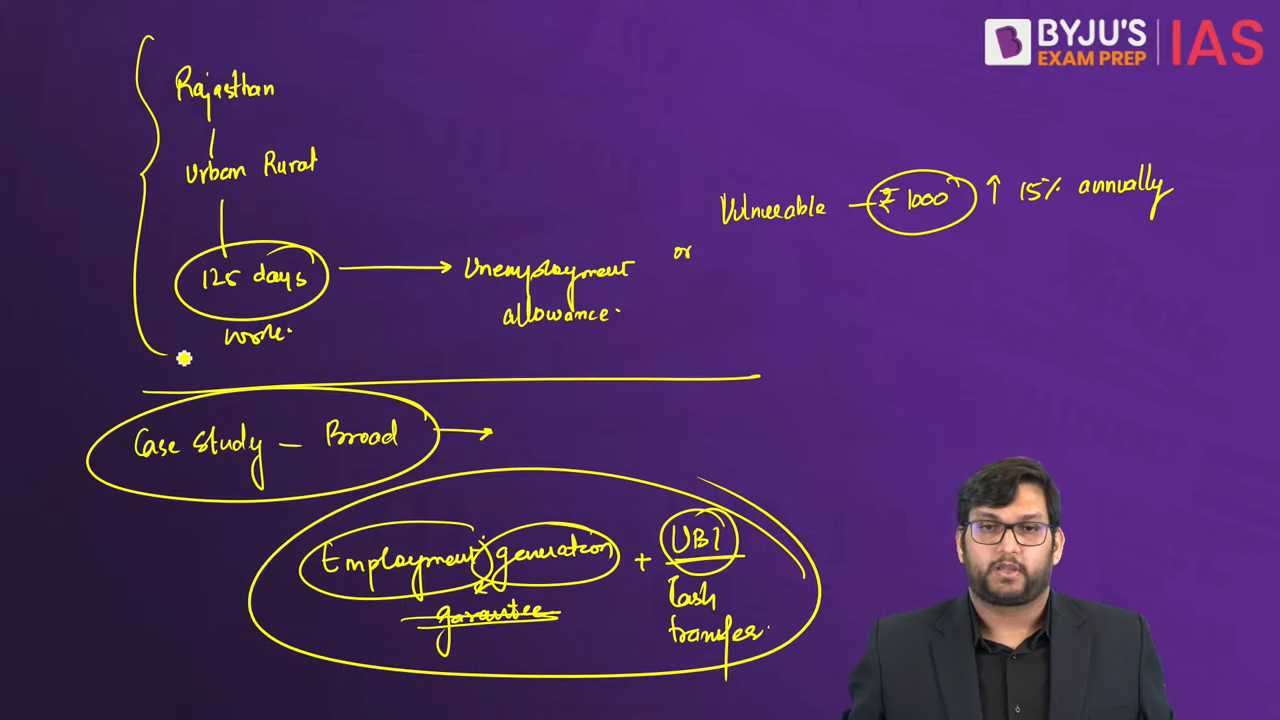 BYJU'S
EXAM PREP
IAS
Rajasthan
Urban Rural
125 days
work.
Unemployment
allowance.
or
Vulnerable — ₹ 1000 ↑ 15% annually
Case study — Broad →
Employment generation + UBI
garantee
Cash
transfer.